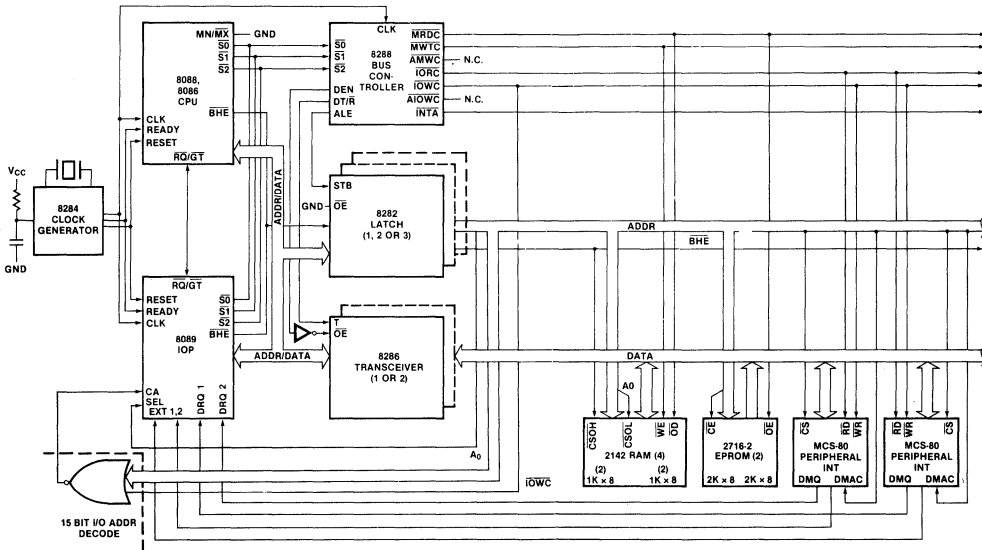 CLK
8288
BUS
CON-
TROLLER
S0
S1
S2
DEN
DT/R
ALE
MRDC
MWTC
AMWC
N.C.
IORC
IOWC
AIOWC
N.C.
INTA
MN/MX
GND
S0
S1
S2
8088,
8086
CPU
BHE
CLK
READY
RESET
RQ/GT
VCC
8284
CLOCK
GENERATOR
GND
ADDR/DATA
STB
OE
GND
8282
LATCH
(1, 2 OR 3)
ADDR
BHE
RQ/GT
RESET
READY
CLK
S0
S1
S2
BHE
8089
IOP
ADDR/DATA
T
OE
8286
TRANSCEIVER
(1 OR 2)
DATA
CA
SEL
EXT 1,2
DRQ 1
DRQ 2
A0
A0
CSOH
CSOL
WE
OD
2142 RAM (4)
(2)
1K × 8
(2)
1K × 8
CE
OE
2716-2
EPROM (2)
2K × 8
2K × 8
CS
RD
WR
MCS-80
PERIPHERAL
INT
DMQ
DMAC
RD
WR
CS
MCS-80
PERIPHERAL
INT
DMQ
DMAC
IOWC
15 BIT I/O ADDR
DECODE